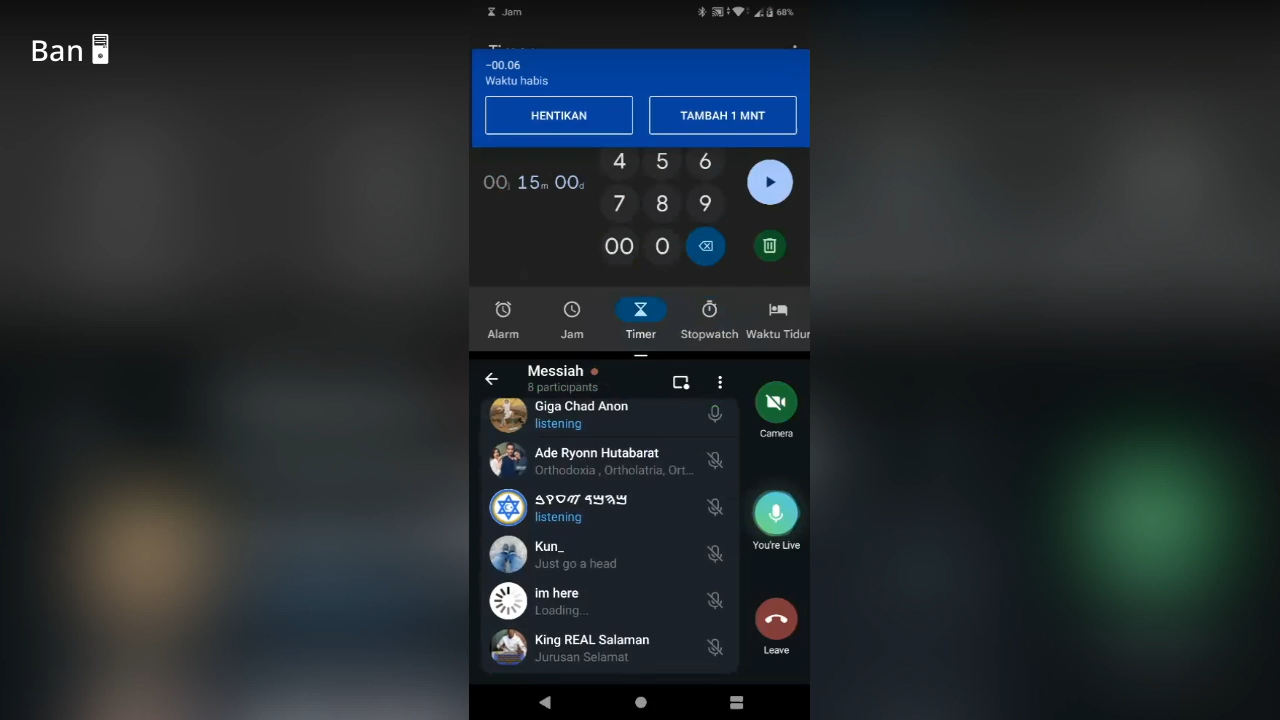 Ban
Jam
68%
−00.06
Waktu habis
HENTIKAN
TAMBAH 1 MNT
4 5 6
00j 15m 00d
7 8 9
00 0
Alarm
Jam
Timer
Stopwatch
Waktu Tidur
Messiah
8 participants
Giga Chad Anon
listening
Camera
Ade Ryonn Hutabarat
Orthodoxia , Ortholatria, Ort...
listening
You're Live
Kun_
Just go a head
im here
Loading...
King REAL Salaman
Jurusan Selamat
Leave